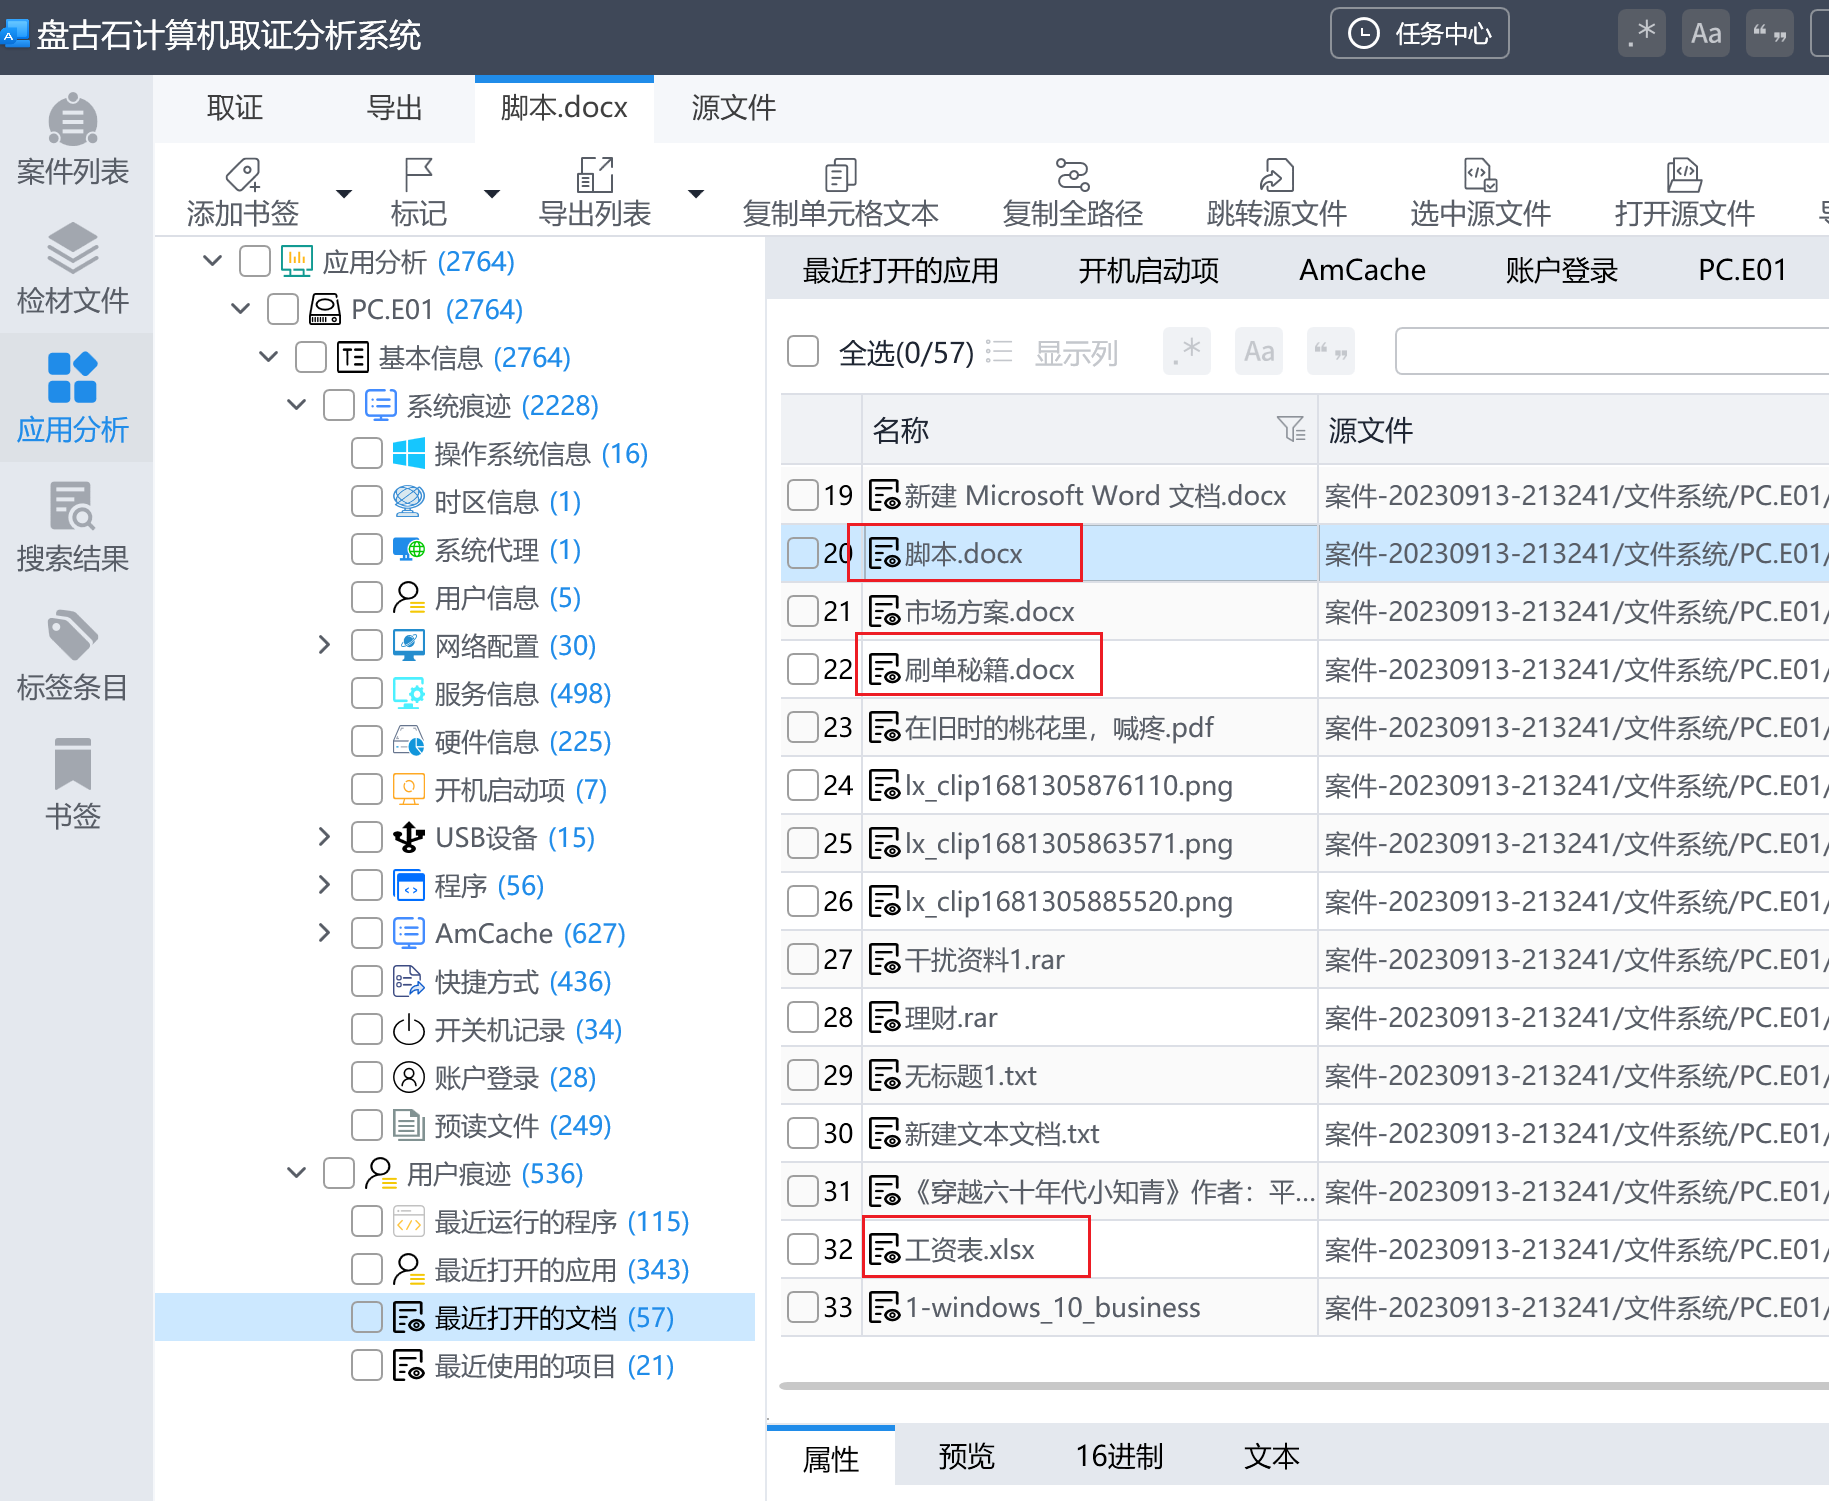 盘古石计算机取证分析系统
任务中心
.* Aa “ ”
取证 导出 脚本.docx 源文件
添加书签 标记 导出列表 复制单元格文本 复制全路径 跳转源文件 选中源文件 打开源文件
案件列表
检材文件
应用分析
搜索结果
标签条目
书签
应用分析 (2764)
PC.E01 (2764)
基本信息 (2764)
系统痕迹 (2228)
操作系统信息 (16)
时区信息 (1)
系统代理 (1)
用户信息 (5)
网络配置 (30)
服务信息 (498)
硬件信息 (225)
开机启动项 (7)
USB设备 (15)
程序 (56)
AmCache (627)
快捷方式 (436)
开关机记录 (34)
账户登录 (28)
预读文件 (249)
用户痕迹 (536)
最近运行的程序 (115)
最近打开的应用 (343)
最近打开的文档 (57)
最近使用的项目 (21)
最近打开的应用 开机启动项 AmCache 账户登录 PC.E01
全选(0/57) 显示列 .* Aa “ ”
名称 源文件
19 新建 Microsoft Word 文档.docx 案件-20230913-213241/文件系统/PC.E01/
20 脚本.docx 案件-20230913-213241/文件系统/PC.E01/
21 市场方案.docx 案件-20230913-213241/文件系统/PC.E01/
22 刷单秘籍.docx 案件-20230913-213241/文件系统/PC.E01/
23 在旧时的桃花里，喊疼.pdf 案件-20230913-213241/文件系统/PC.E01/
24 lx_clip1681305876110.png 案件-20230913-213241/文件系统/PC.E01/
25 lx_clip1681305863571.png 案件-20230913-213241/文件系统/PC.E01/
26 lx_clip1681305885520.png 案件-20230913-213241/文件系统/PC.E01/
27 干扰资料1.rar 案件-20230913-213241/文件系统/PC.E01/
28 理财.rar 案件-20230913-213241/文件系统/PC.E01/
29 无标题1.txt 案件-20230913-213241/文件系统/PC.E01/
30 新建文本文档.txt 案件-20230913-213241/文件系统/PC.E01/
31 《穿越六十年代小知青》作者：平... 案件-20230913-213241/文件系统/PC.E01/
32 工资表.xlsx 案件-20230913-213241/文件系统/PC.E01/
33 1-windows_10_business 案件-20230913-213241/文件系统/PC.E01/
属性 预览 16进制 文本